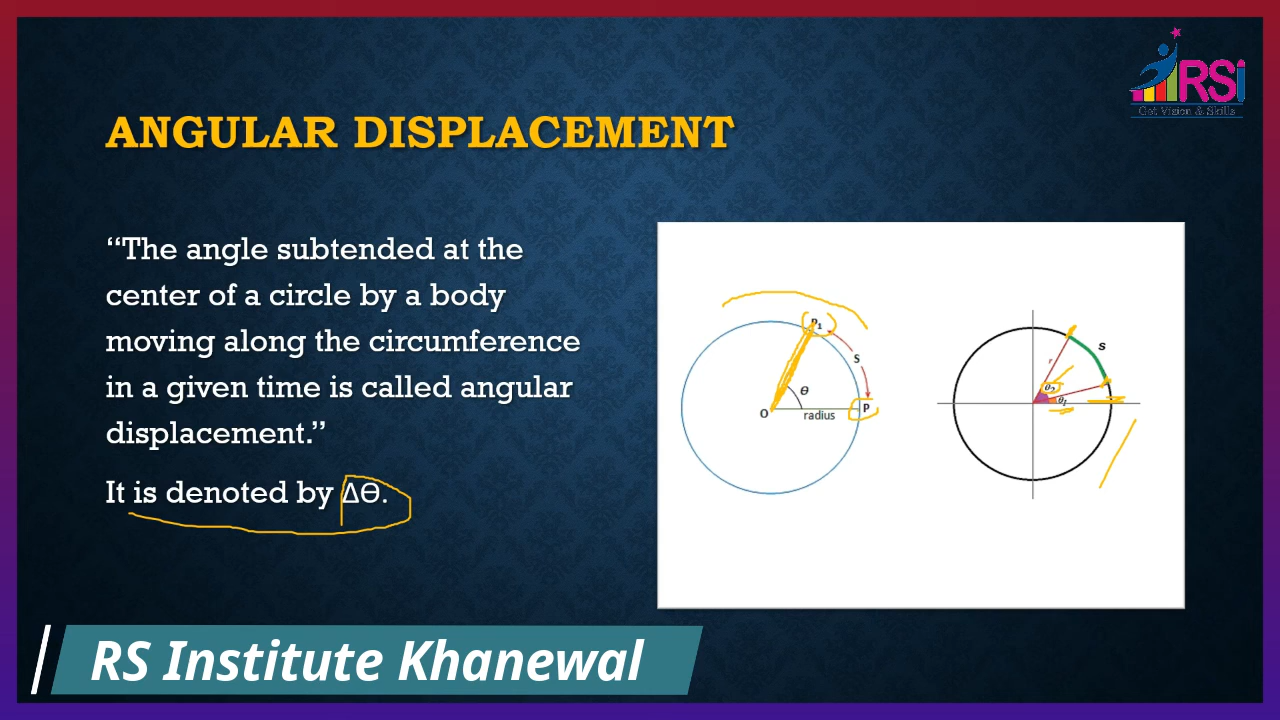 RSi
Get Vision & Skills
ANGULAR DISPLACEMENT
“The angle subtended at the
center of a circle by a body
moving along the circumference
in a given time is called angular
displacement.”
It is denoted by ΔΘ.
P1
S
θ
O
radius
P
S
r
θ2
θ1
RS Institute Khanewal